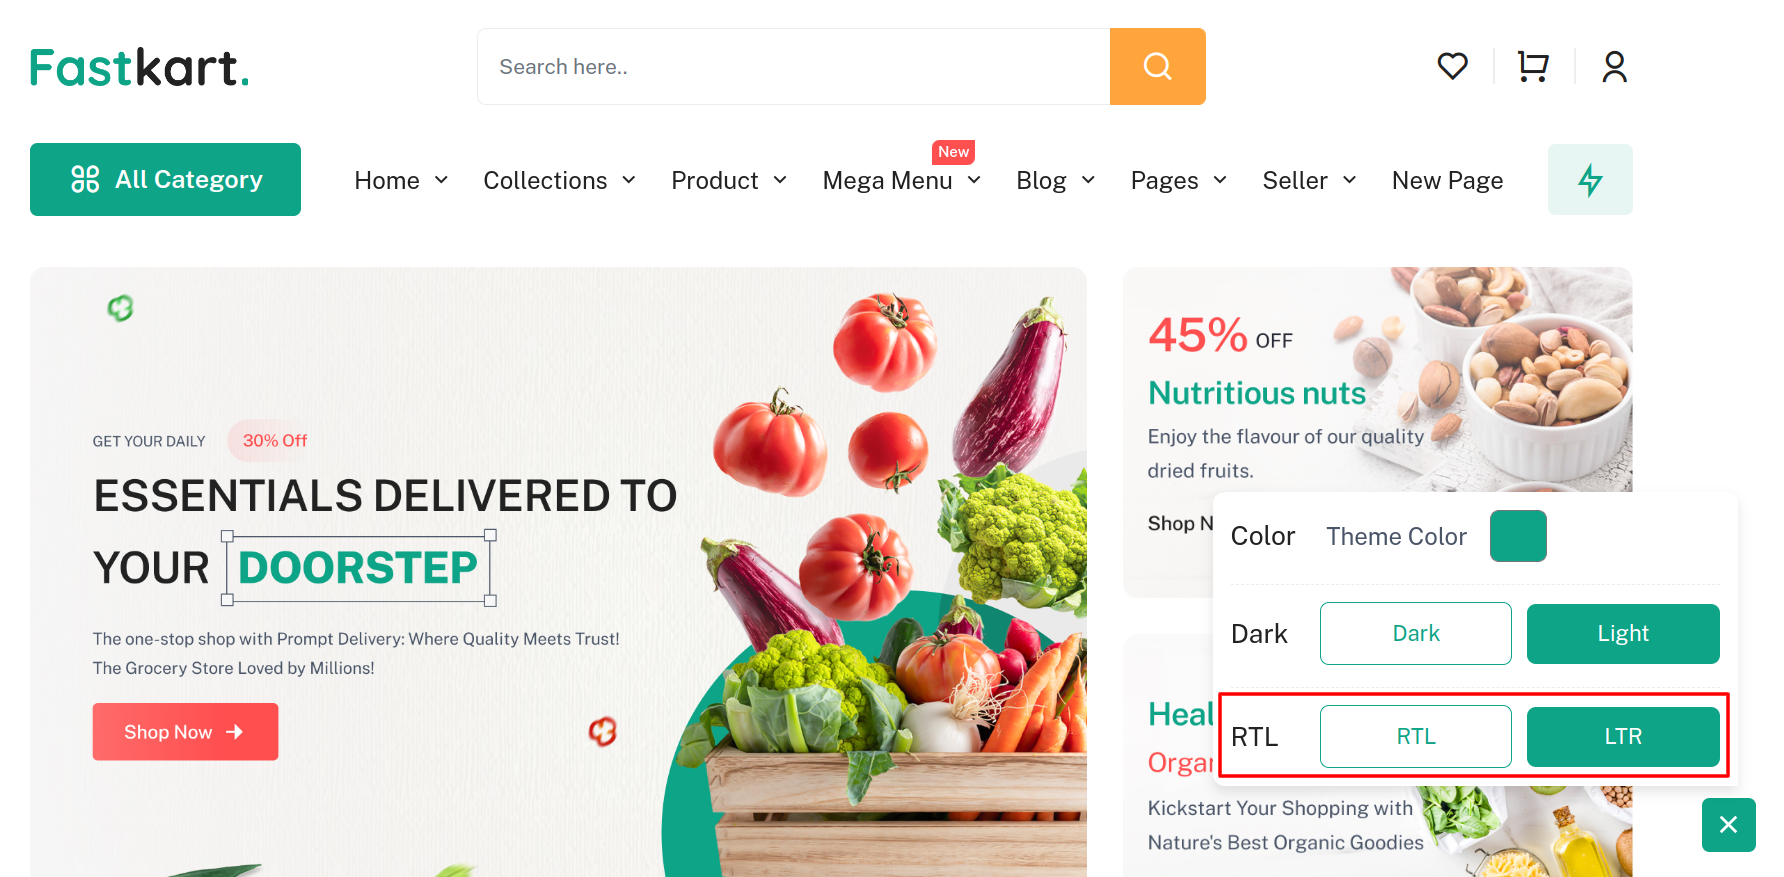 Fastkart.
Search here..
All Category
Home
Collections
Product
Mega Menu
New
Blog
Pages
Seller
New Page
GET YOUR DAILY
30% Off
ESSENTIALS DELIVERED TO
YOUR DOORSTEP
The one-stop shop with Prompt Delivery: Where Quality Meets Trust!
The Grocery Store Loved by Millions!
Shop Now
45% OFF
Nutritious nuts
Enjoy the flavour of our quality
dried fruits.
Shop N
Color
Theme Color
Dark
Dark
Light
RTL
RTL
LTR
Heal
Organ
Kickstart Your Shopping with
Nature's Best Organic Goodies